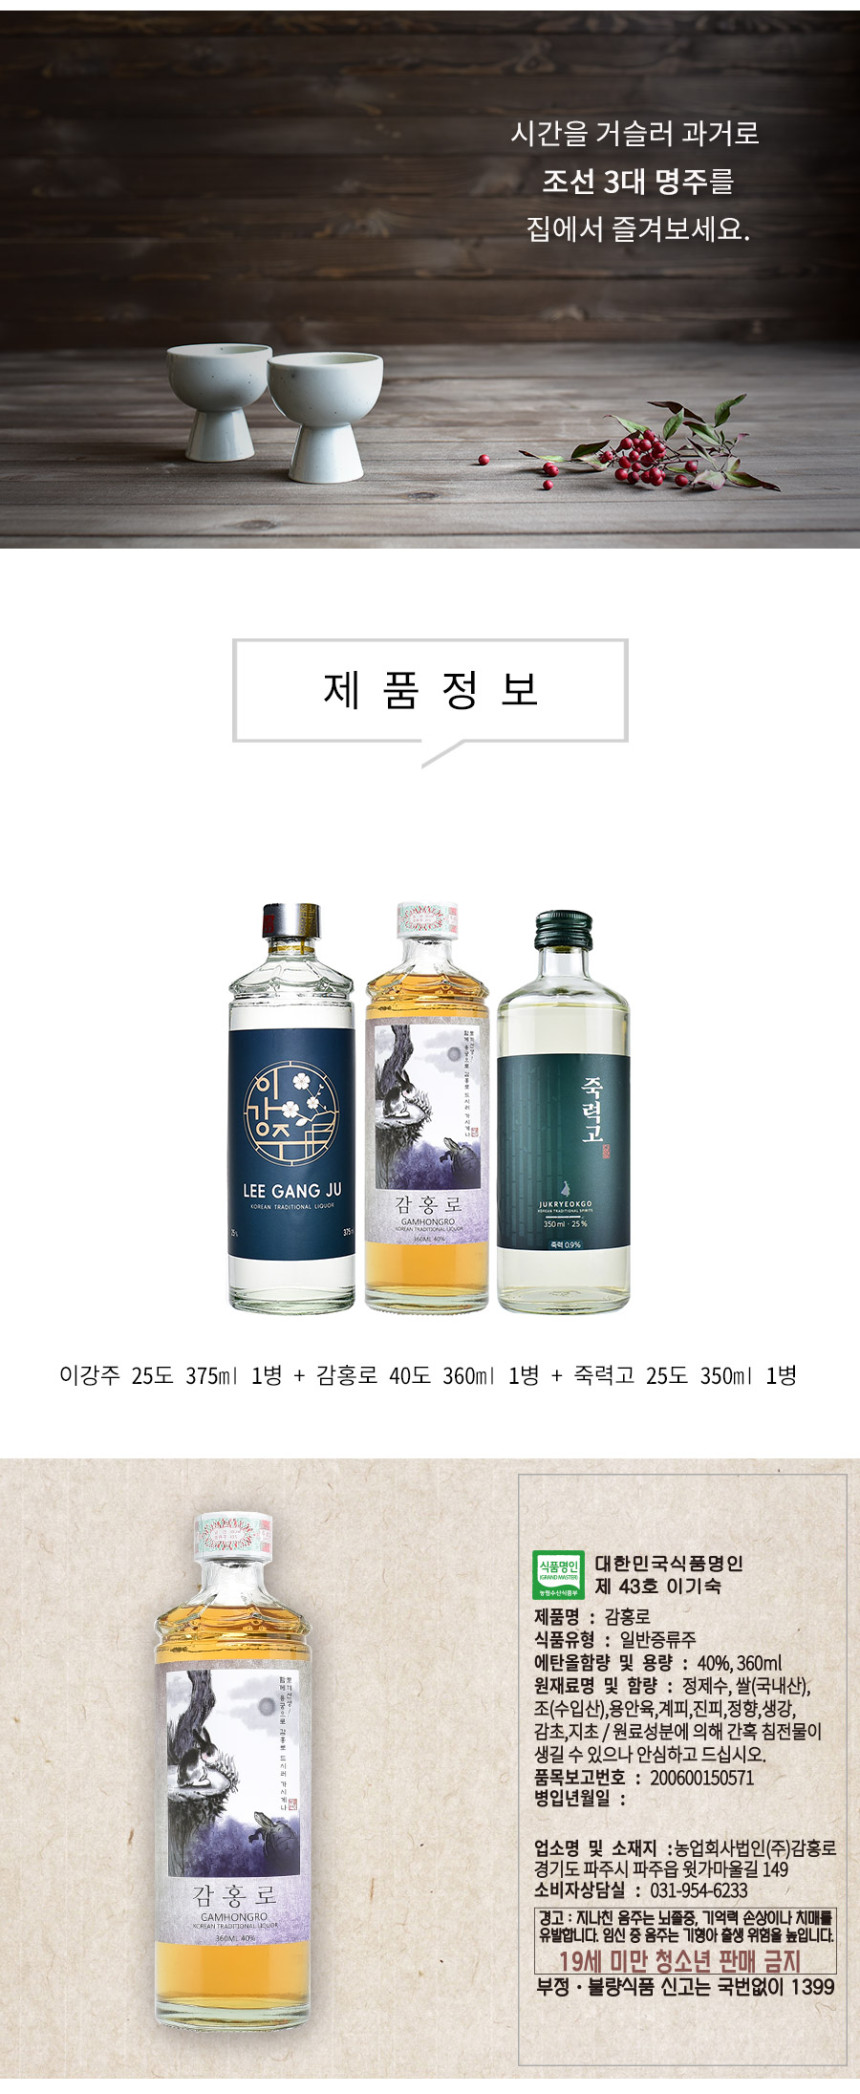 시간을 거슬러 과거로
조선 3대 명주를
집에서 즐겨보세요.
제품정보
이강주
LEE GANG JU
KOREAN TRADITIONAL LIQUOR
375ml
감홍로
GAMHONGRO
KOREAN TRADITIONAL LIQUOR
360ML 40%
죽력고
JUKRYEOKGO
KOREAN TRADITIONAL SPIRITS
350ml · 25%
죽력 0.9%
이강주 25도 375ml 1병 + 감홍로 40도 360ml 1병 + 죽력고 25도 350ml 1병
감홍로
GAMHONGRO
KOREAN TRADITIONAL LIQUOR
360ML 40%
식품명인
(GRAND MASTER)
농림수산식품부
대한민국식품명인
제 43호 이기숙
제품명 : 감홍로
식품유형 : 일반증류주
에탄올함량 및 용량 : 40%, 360ml
원재료명 및 함량 : 정제수, 쌀(국내산),
조(수입산),용안육,계피,진피,정향,생강,
감초,지초 / 원료성분에 의해 간혹 침전물이
생길 수 있으나 안심하고 드십시오.
품목보고번호 : 200600150571
병입년월일 :
업소명 및 소재지 :농업회사법인(주)감홍로
경기도 파주시 파주읍 윗가마울길 149
소비자상담실 : 031-954-6233
경고 : 지나친 음주는 뇌졸중, 기억력 손상이나 치매를
유발합니다. 임신 중 음주는 기형아 출생 위험을 높입니다.
19세 미만 청소년 판매 금지
부정 · 불량식품 신고는 국번없이 1399